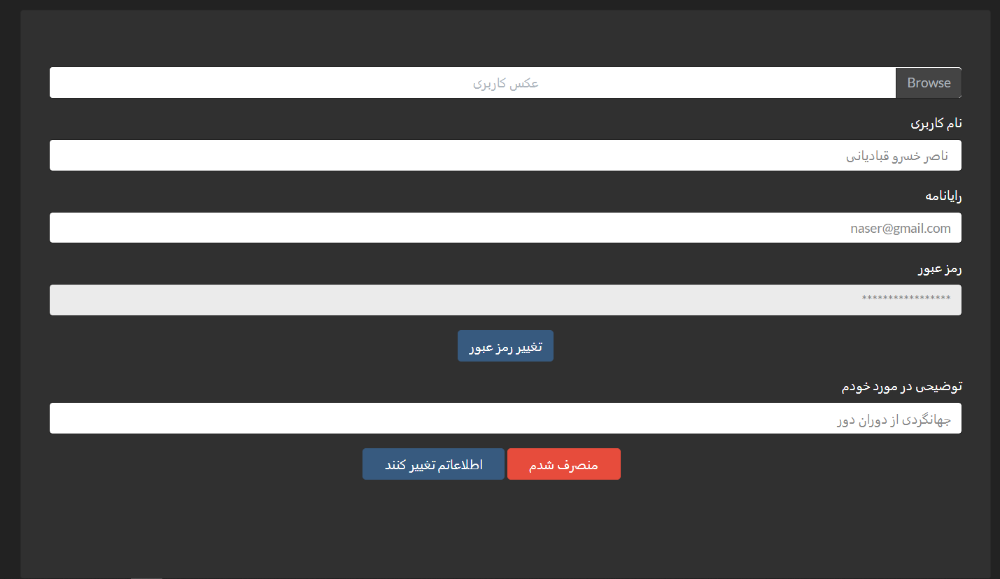 Browse عکس کاربری
نام کاربری
ناصر خسرو قبادیانی
رایانامه
naser@gmail.com
رمز عبور
*****************
تغییر رمز عبور
توضیحی در مورد خودم
جهانگردی از دوران دور
منصرف شدم اطلاعاتم تغییر کنند